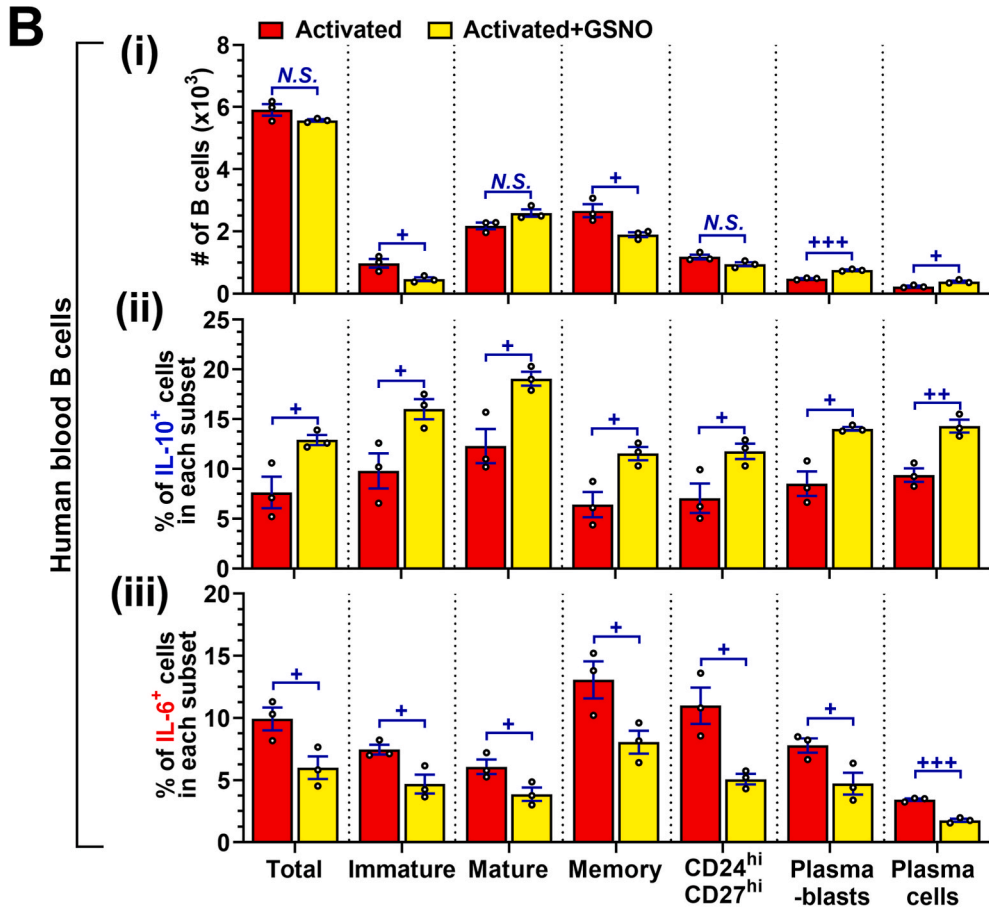 B
Activated
Activated+GSNO
Human blood B cells
(i)
# of B cells (x10³)
8
6
4
2
0
N.S.
+
N.S.
+
N.S.
+++
+
(ii)
% of IL-10⁺ cells
in each subset
25
20
15
10
5
0
+
+
+
+
+
+
++
(iii)
% of IL-6⁺ cells
in each subset
20
15
10
5
0
+
+
+
+
+
+
+++
Total
Immature
Mature
Memory
CD24ʰⁱ
CD27ʰⁱ
Plasma
-blasts
Plasma
cells